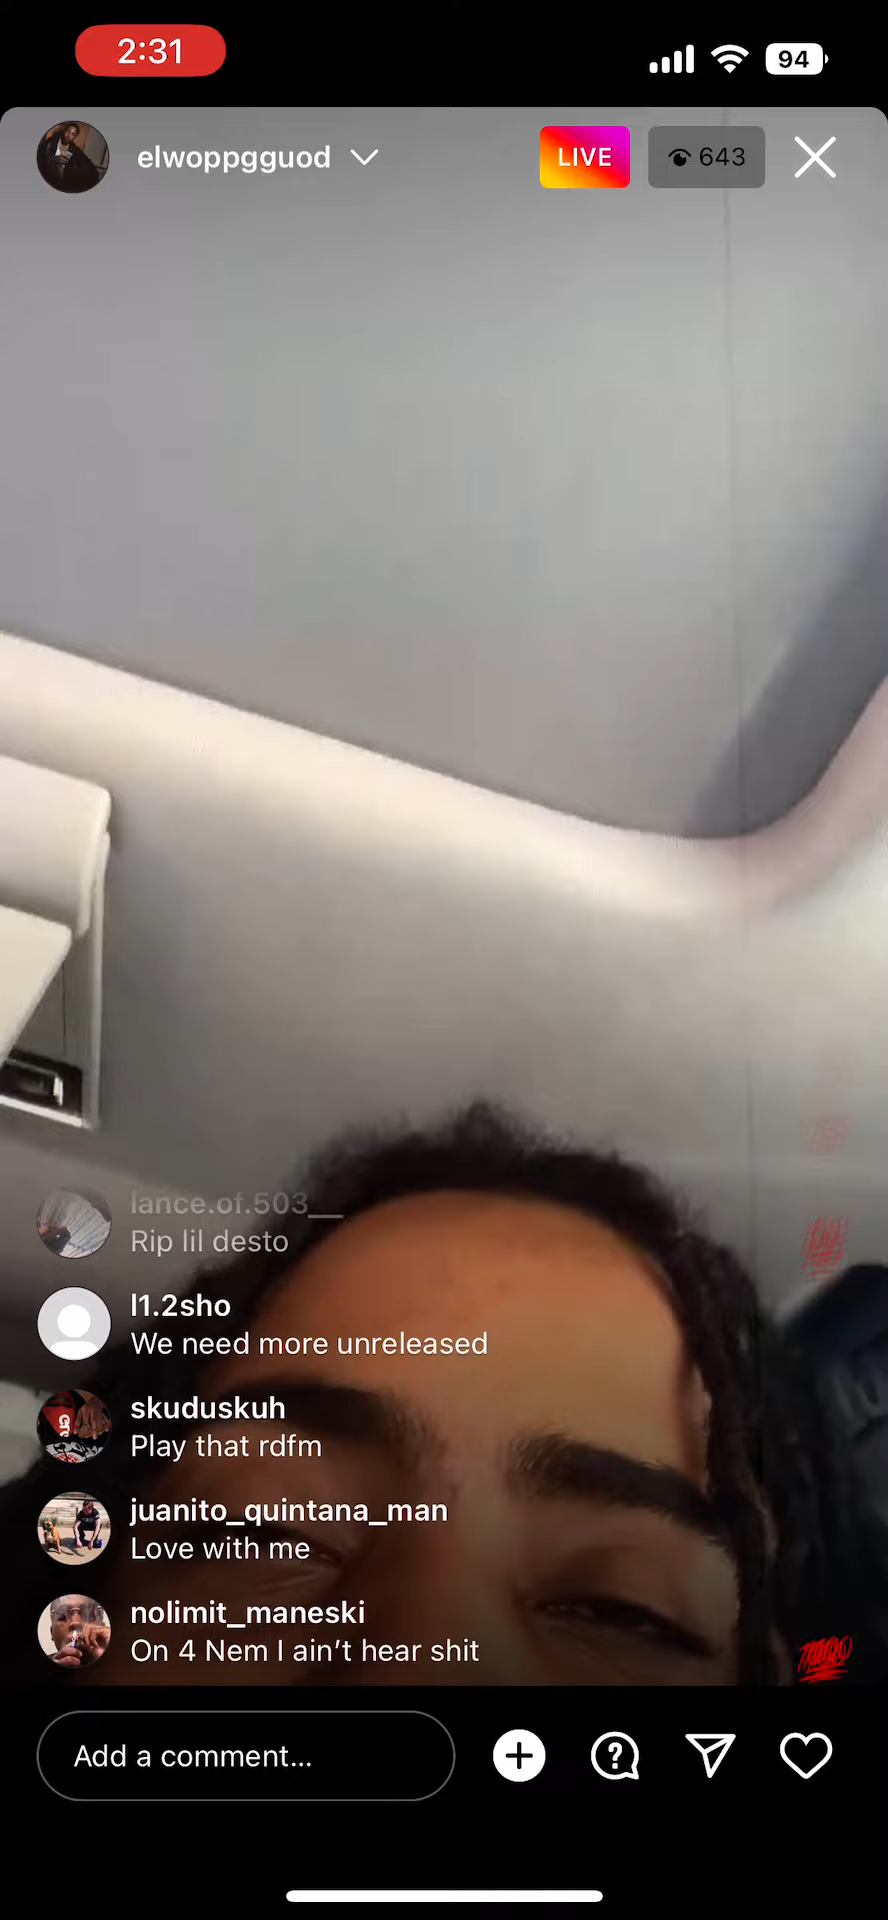 2:31
94
elwoppgguod
LIVE
643
lance.of.503__
Rip lil desto
l1.2sho
We need more unreleased
skuduskuh
Play that rdfm
juanito_quintana_man
Love with me
nolimit_maneski
On 4 Nem I ain’t hear shit
Add a comment...